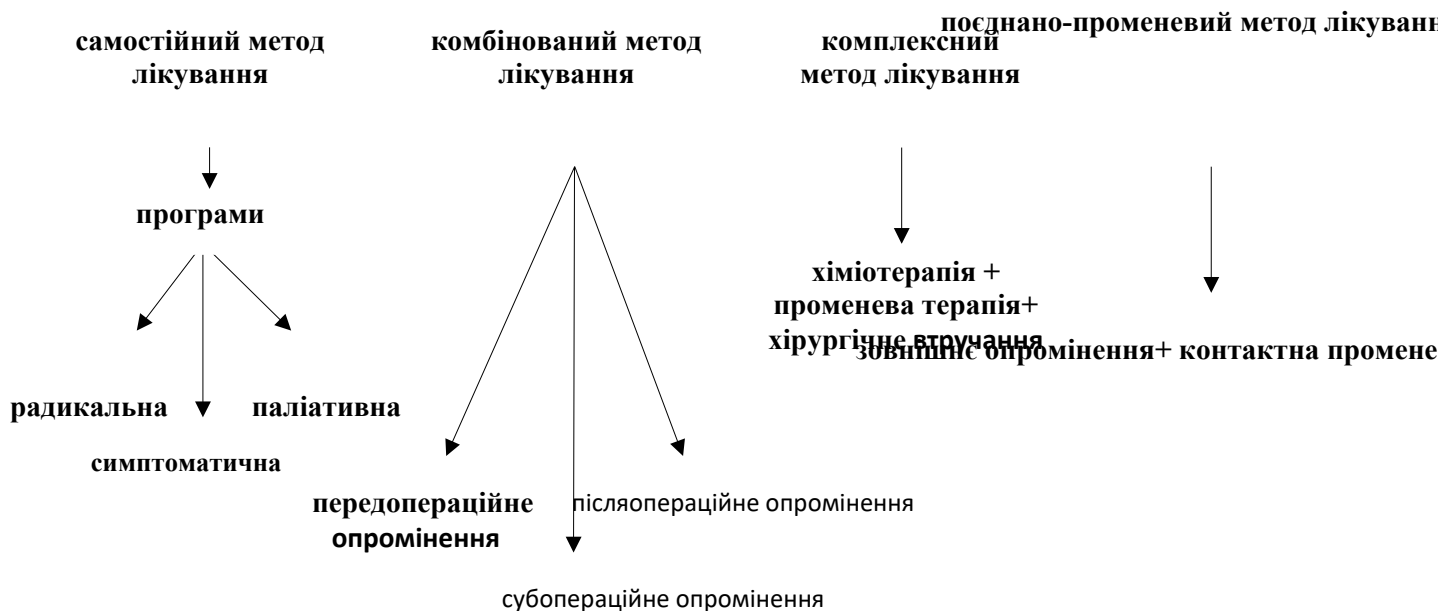 самостійний метод
лікування
комбінований метод
лікування
комплексний
метод лікування
поєднано-променевий метод лікуванн
програми
радикальна
паліативна
симптоматична
передопераційне
опромінення
післяопераційне опромінення
субопераційне опромінення
хіміотерапія +
променева терапія+
хірургічне втручання
зовнішнє опромінення+ контактна промене